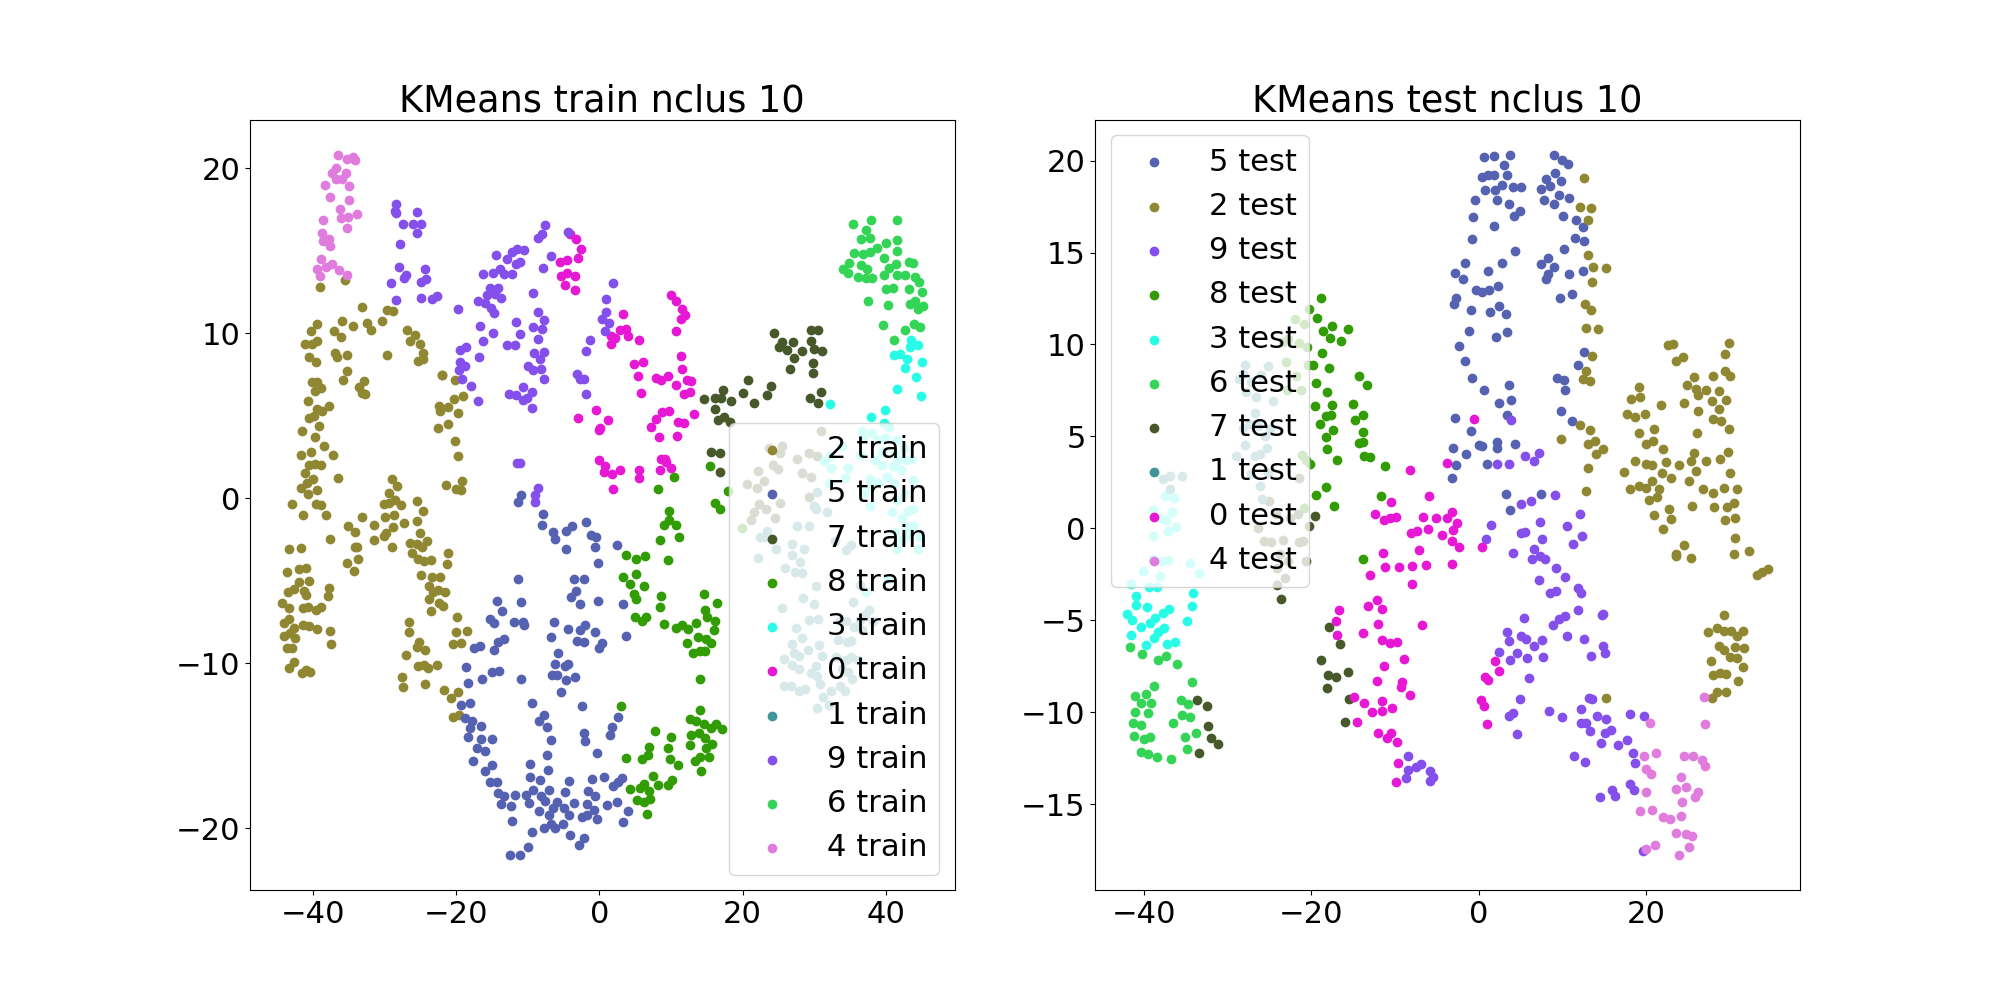 KMeans train nclus 10
20
10
0
−10
−20
−40
−20
0
20
40
2 train
5 train
7 train
8 train
3 train
0 train
1 train
9 train
6 train
4 train
KMeans test nclus 10
20
15
10
5
0
−5
−10
−15
−40
−20
0
20
5 test
2 test
9 test
8 test
3 test
6 test
7 test
1 test
0 test
4 test